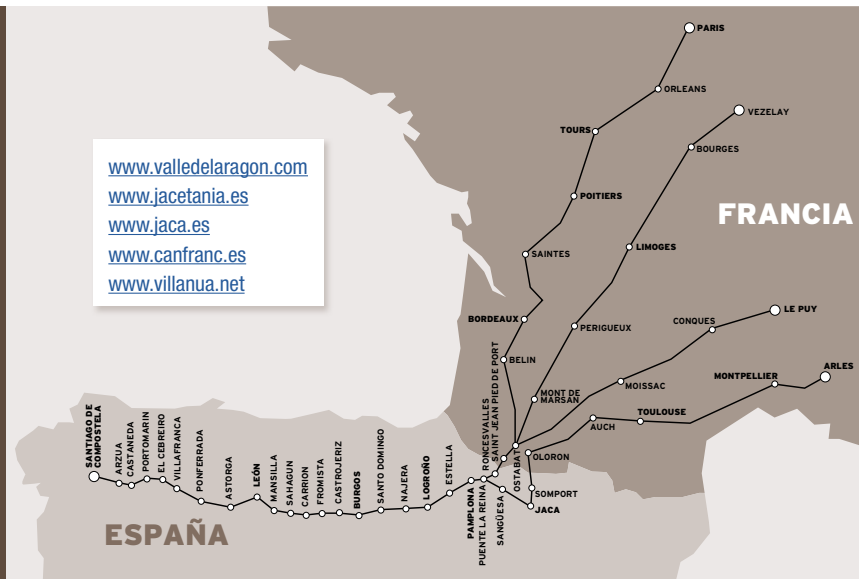 PARIS
ORLEANS
VEZELAY
TOURS
BOURGES
www.valledelaragon.com
www.jacetania.es
www.jaca.es
www.canfranc.es
www.villanua.net
POITIERS
FRANCIA
SAINTES
LIMOGES
BORDEAUX
PERIGUEUX
CONQUES
LE PUY
BELIN
MONT DE
MARSAN
MOISSAC
MONTPELLIER
ARLES
AUCH
TOULOUSE
OLORON
SOMPORT
JACA
SANTIAGO DE
COMPOSTELA
ARZUA
CASTANEDA
PORTOMARIN
EL CEBREIRO
VILLAFRANCA
PONFERRADA
ASTORGA
LEÓN
MANSILLA
SAHAGUN
CARRION
FROMISTA
CASTROJERIZ
BURGOS
SANTO DOMINGO
NAJERA
LOGROÑO
ESTELLA
PAMPLONA
PUENTE LA REINA
RONCESVALLES
SAINT JEAN PIED DE PORT
SANGÜESA
OSTABAT
ESPAÑA